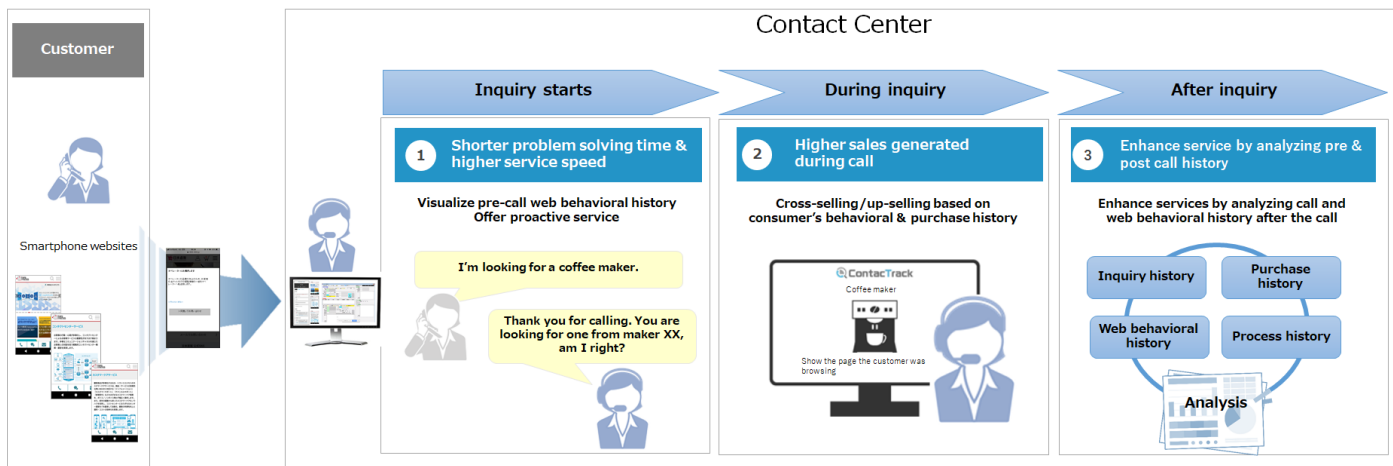 Customer
Smartphone websites
Contact Center
Inquiry starts
1
Shorter problem solving time &
higher service speed
Visualize pre-call web behavioral history
Offer proactive service
I'm looking for a coffee maker.
Thank you for calling. You are
looking for one from maker XX,
am I right?
During inquiry
2
Higher sales generated
during call
Cross-selling/up-selling based on
consumer's behavioral & purchase history
ContacTrack
Coffee maker
Show the page the customer was
browsing
After inquiry
3
Enhance service by analyzing pre &
post call history
Enhance services by analyzing call and
web behavioral history after the call
Inquiry history
Purchase
history
Web behavioral
history
Process history
Analysis